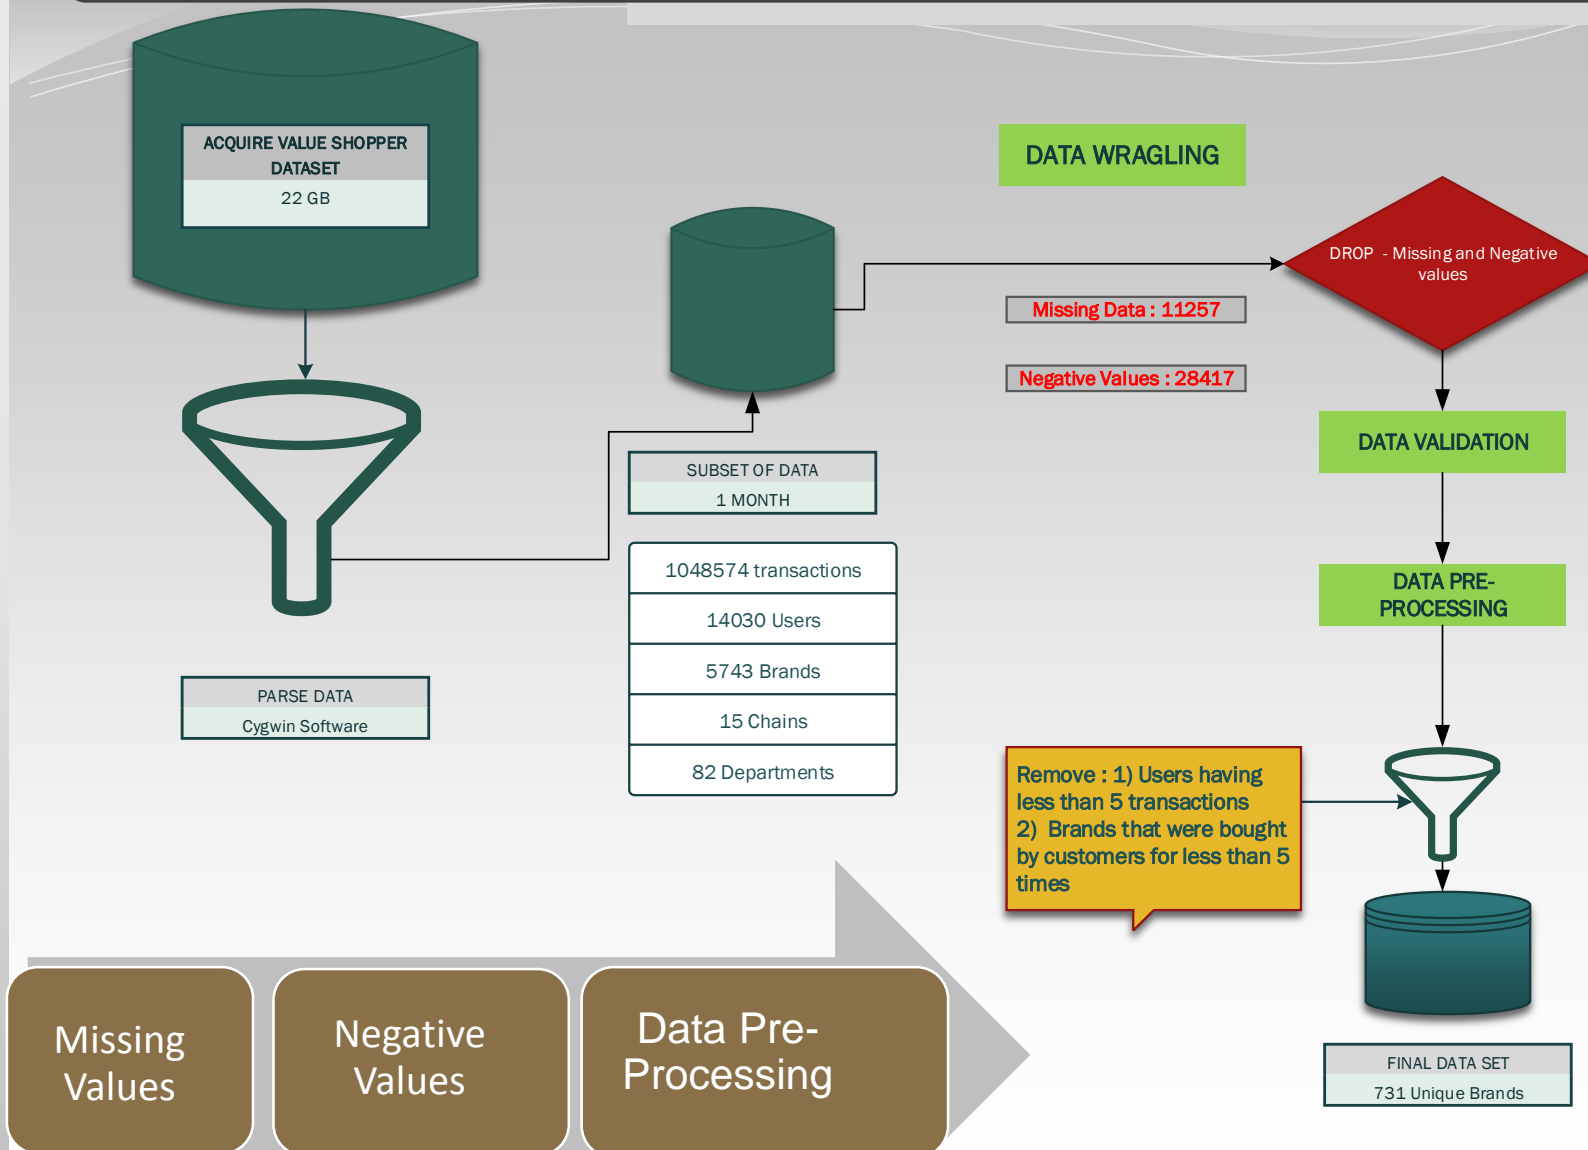 ACQUIRE VALUE SHOPPER
DATASET
22 GB
PARSE DATA
Cygwin Software
SUBSET OF DATA
1 MONTH
1048574 transactions
14030 Users
5743 Brands
15 Chains
82 Departments
DATA WRAGLING
DROP - Missing and Negative
values
Missing Data : 11257
Negative Values : 28417
DATA VALIDATION
DATA PRE-
PROCESSING
Remove : 1) Users having
less than 5 transactions
2) Brands that were bought
by customers for less than 5
times
FINAL DATA SET
731 Unique Brands
Missing
Values
Negative
Values
Data Pre-
Processing